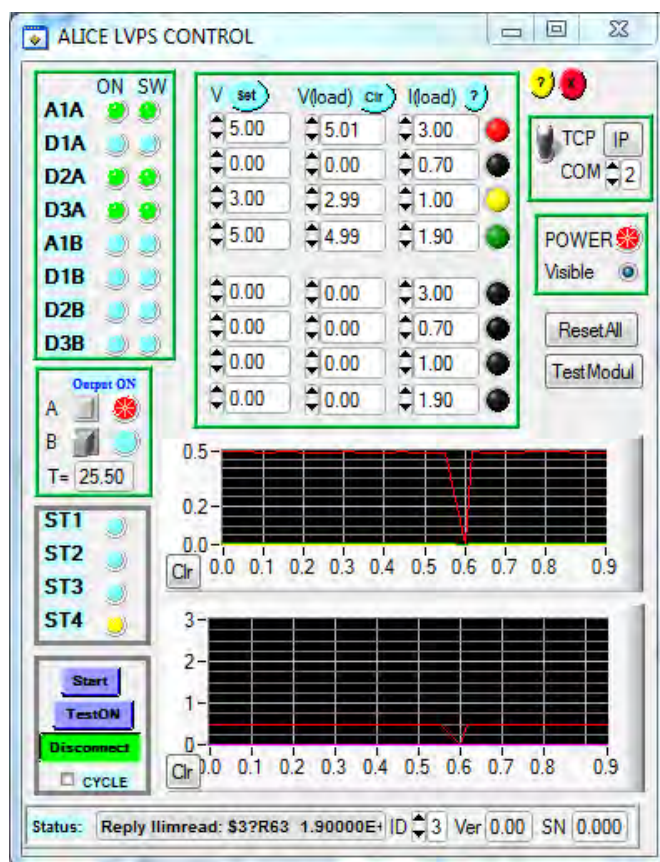 ALICE LVPS CONTROL
ON SW
A1A
D1A
D2A
D3A
A1B
D1B
D2B
D3B
V Set V(load) Clr I(load) ?
5.00 5.01 3.00
0.00 0.00 0.70
3.00 2.99 1.00
5.00 4.99 1.90
0.00 0.00 3.00
0.00 0.00 0.70
0.00 0.00 1.00
0.00 0.00 1.90
? x
TCP IP
COM 2
POWER
Visible
ResetAll
TestModul
Output ON
A
B
T= 25.50
ST1
ST2
ST3
ST4
Start
TestON
Disconnect
CYCLE
0.5
0.2
0.0
Clr 0.0 0.1 0.2 0.3 0.4 0.5 0.6 0.7 0.8 0.9
3
2
1
0
Clr 0.0 0.1 0.2 0.3 0.4 0.5 0.6 0.7 0.8 0.9
Status: Reply Ilimread: $3?R63 1.90000E+ ID 3 Ver 0.00 SN 0.000